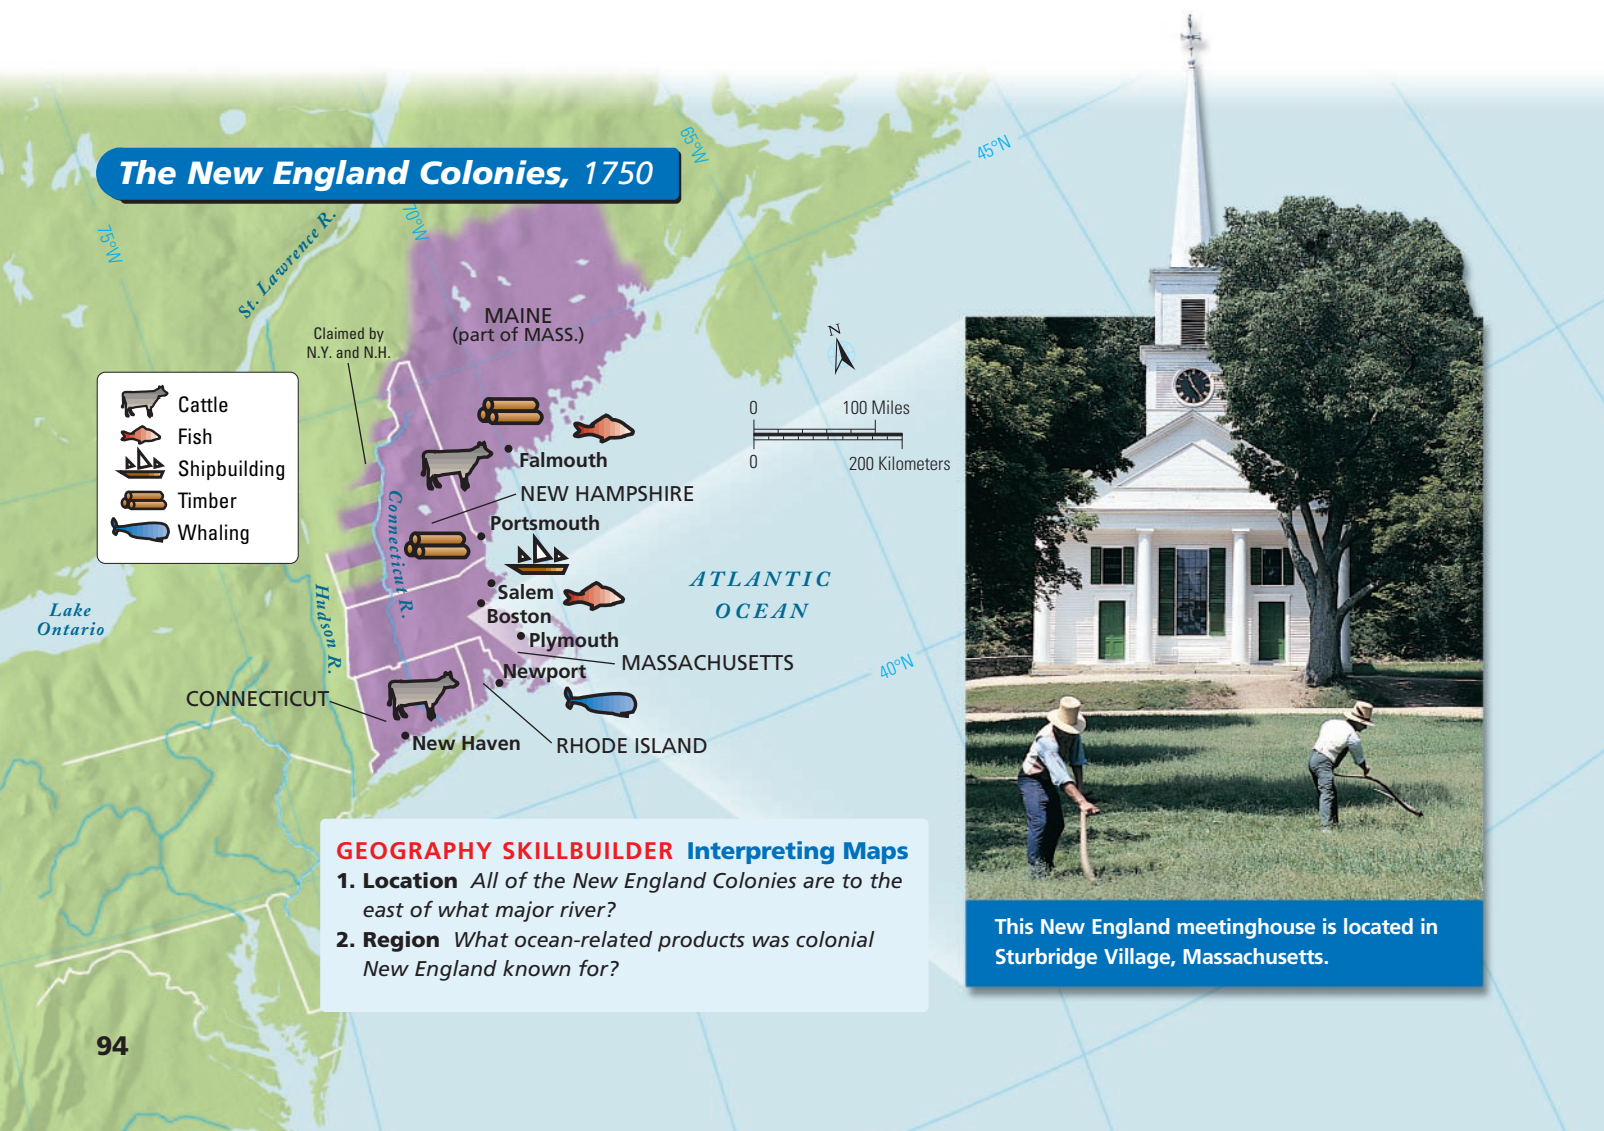 The New England Colonies, 1750
65°W
45°N
70°W
75°W
St. Lawrence R.
MAINE
(part of MASS.)
Claimed by
N.Y. and N.H.
N
Cattle
Fish
Shipbuilding
Timber
Whaling
0 100 Miles
0 200 Kilometers
Falmouth
NEW HAMPSHIRE
Portsmouth
Connecticut R.
Salem
Boston
Plymouth
MASSACHUSETTS
Newport
ATLANTIC
OCEAN
40°N
Lake
Ontario
Hudson R.
CONNECTICUT
New Haven
RHODE ISLAND
GEOGRAPHY SKILLBUILDER Interpreting Maps
1. Location All of the New England Colonies are to the
east of what major river?
2. Region What ocean-related products was colonial
New England known for?
This New England meetinghouse is located in
Sturbridge Village, Massachusetts.
94